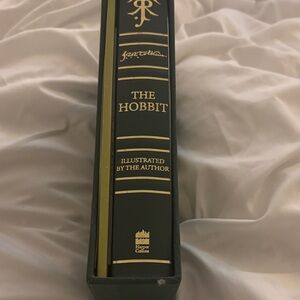 THE
HOBBIT
ILLUSTRATED
BY THE AUTHOR
Harper
Collins